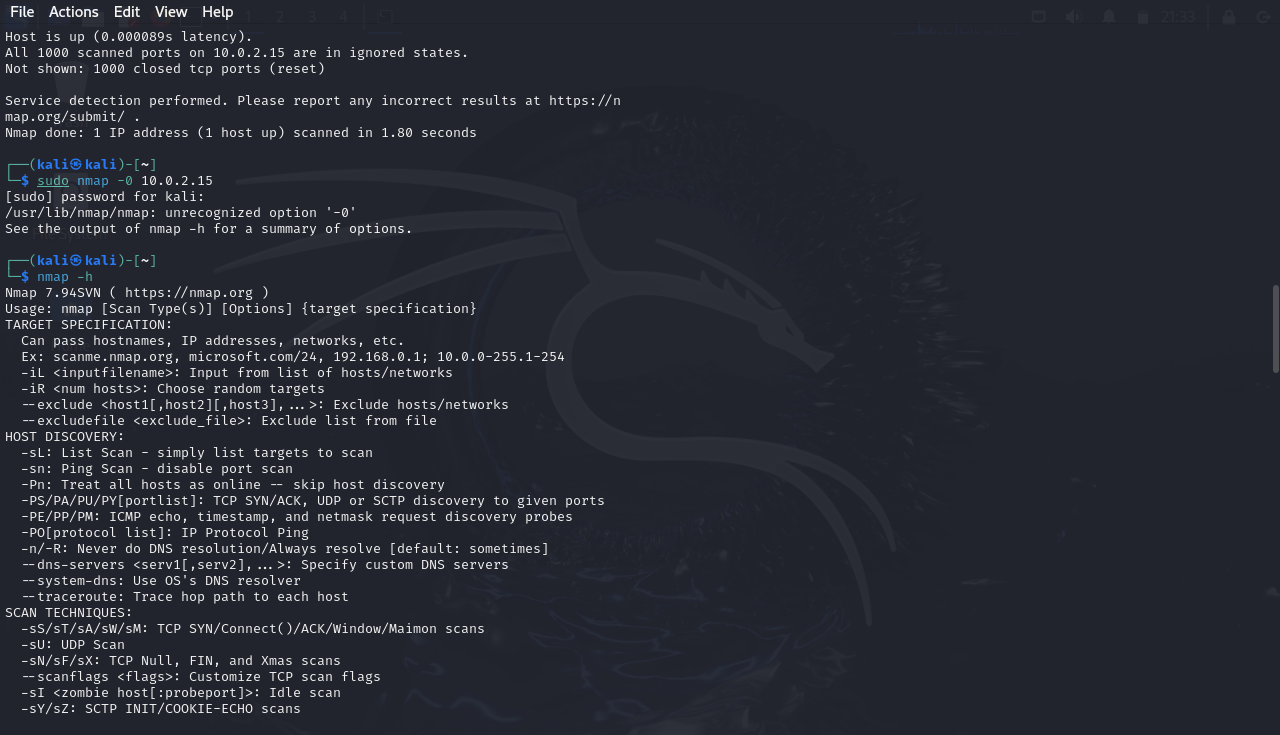 File Actions Edit View Help
1 2 3 4 21:33
Host is up (0.000089s latency).
All 1000 scanned ports on 10.0.2.15 are in ignored states.
Not shown: 1000 closed tcp ports (reset)
Service detection performed. Please report any incorrect results at https://n
map.org/submit/ .
Nmap done: 1 IP address (1 host up) scanned in 1.80 seconds
┌──(kali㉿kali)-[~]
└─$ sudo nmap -0 10.0.2.15
[sudo] password for kali:
/usr/lib/nmap/nmap: unrecognized option '-0'
See the output of nmap -h for a summary of options.
┌──(kali㉿kali)-[~]
└─$ nmap -h
Nmap 7.94SVN ( https://nmap.org )
Usage: nmap [Scan Type(s)] [Options] {target specification}
TARGET SPECIFICATION:
  Can pass hostnames, IP addresses, networks, etc.
  Ex: scanme.nmap.org, microsoft.com/24, 192.168.0.1; 10.0.0-255.1-254
  -iL <inputfilename>: Input from list of hosts/networks
  -iR <num hosts>: Choose random targets
  --exclude <host1[,host2][,host3],...>: Exclude hosts/networks
  --excludefile <exclude_file>: Exclude list from file
HOST DISCOVERY:
  -sL: List Scan - simply list targets to scan
  -sn: Ping Scan - disable port scan
  -Pn: Treat all hosts as online -- skip host discovery
  -PS/PA/PU/PY[portlist]: TCP SYN/ACK, UDP or SCTP discovery to given ports
  -PE/PP/PM: ICMP echo, timestamp, and netmask request discovery probes
  -PO[protocol list]: IP Protocol Ping
  -n/-R: Never do DNS resolution/Always resolve [default: sometimes]
  --dns-servers <serv1[,serv2],...>: Specify custom DNS servers
  --system-dns: Use OS's DNS resolver
  --traceroute: Trace hop path to each host
SCAN TECHNIQUES:
  -sS/sT/sA/sW/sM: TCP SYN/Connect()/ACK/Window/Maimon scans
  -sU: UDP Scan
  -sN/sF/sX: TCP Null, FIN, and Xmas scans
  --scanflags <flags>: Customize TCP scan flags
  -sI <zombie host[:probeport]>: Idle scan
  -sY/sZ: SCTP INIT/COOKIE-ECHO scans